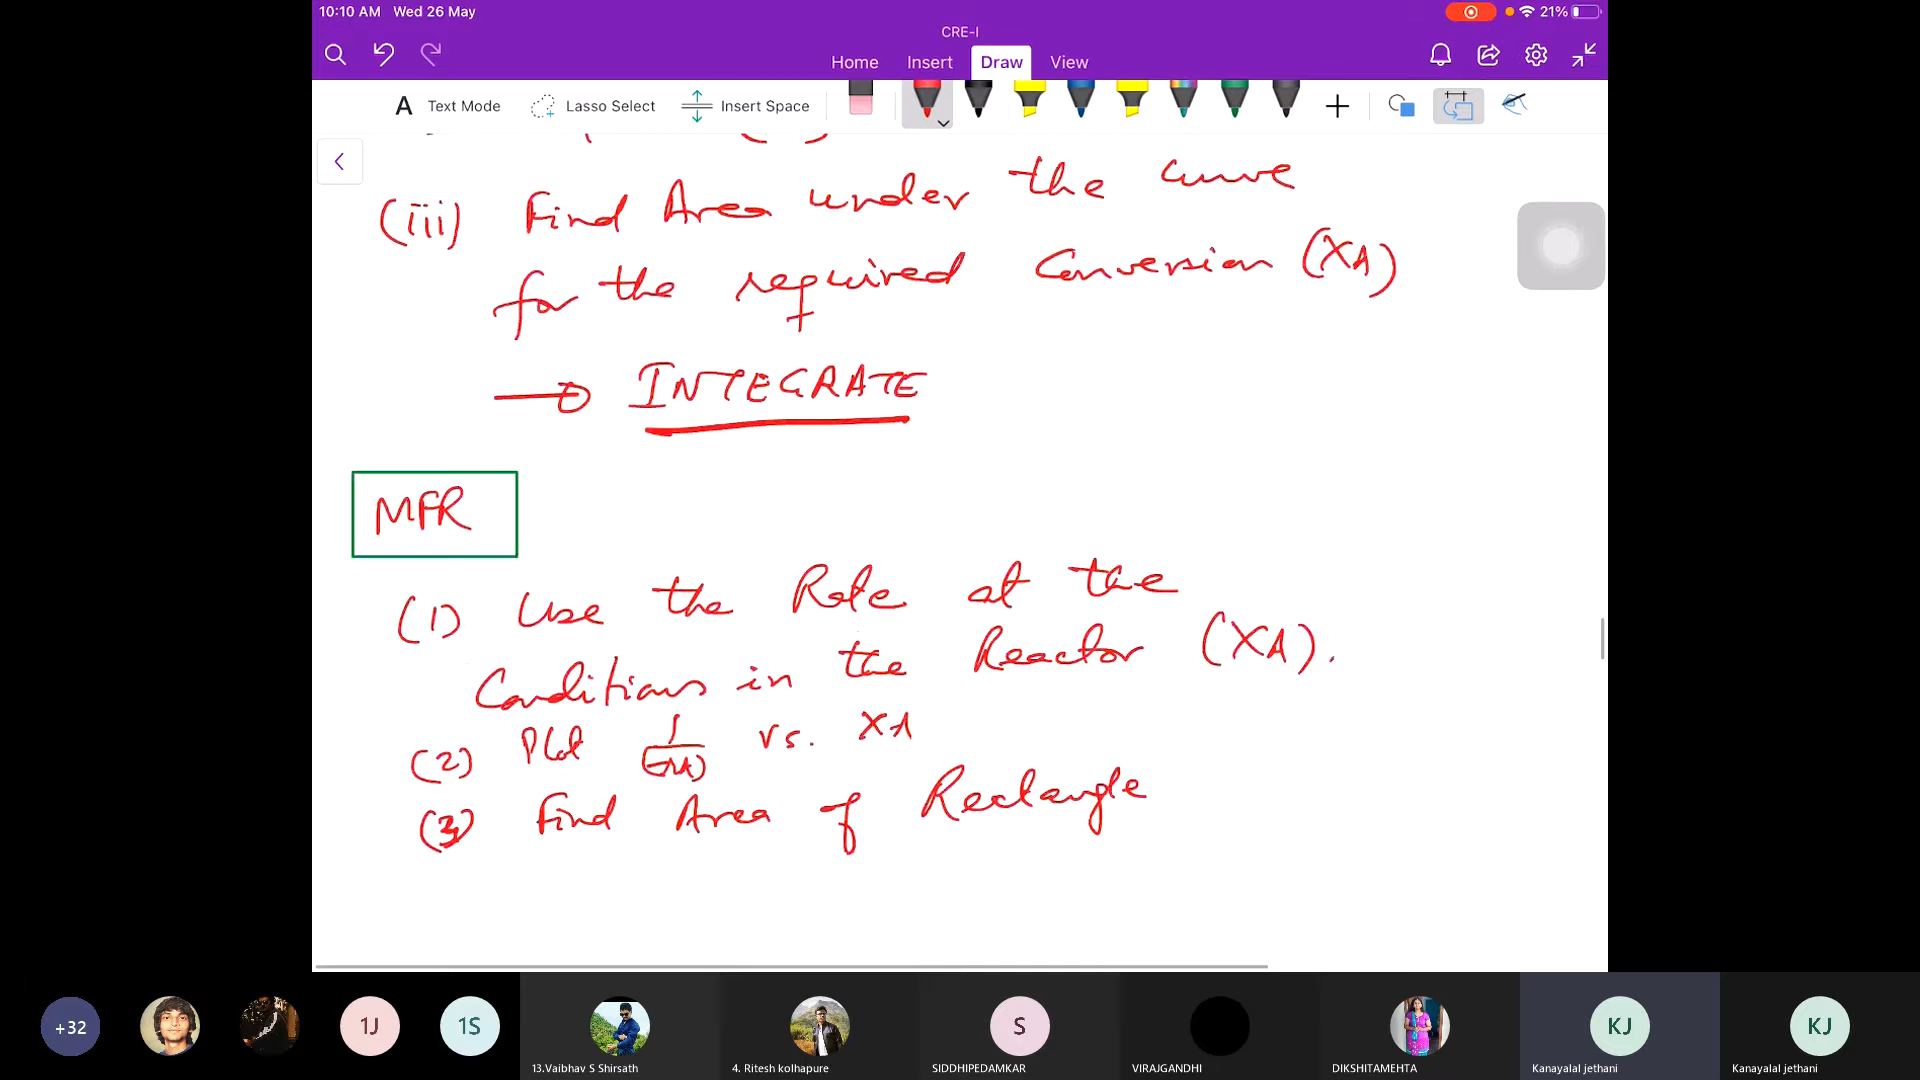 10:10 AM Wed 26 May
21%
CRE-I
Home Insert Draw View
A Text Mode Lasso Select Insert Space
(iii) Find Area under the curve
for the required Conversion (XA)
INTEGRATE
MFR
(1) Use the Rate at the
Conditions in the Reactor (XA).
(2) Plot 1/(-rA) vs. XA
(3) Find Area of Rectangle
+32 1J 1S S KJ KJ
13.Vaibhav S Shirsath 4. Ritesh kolhapure SIDDHIPEDAMKAR VIRAJGANDHI DIKSHITAMEHTA Kanayalal jethani Kanayalal jethani